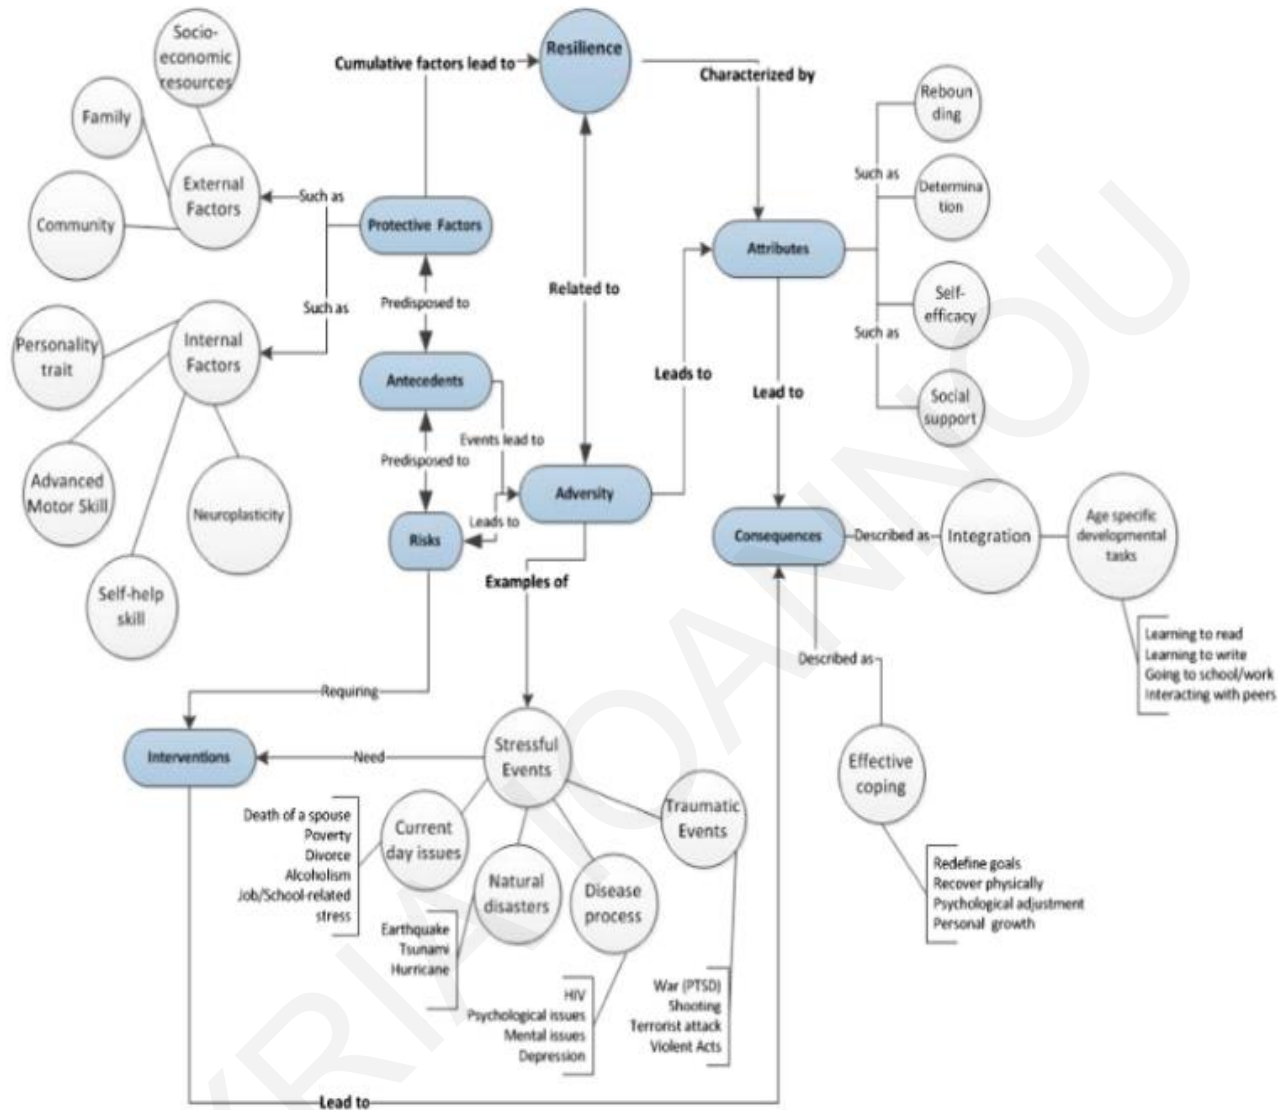 Socio-
economic
resources
Cumulative factors lead to
Resilience
Characterized by
Family
Reboun
ding
External
Factors
Such as
Such as
Determina
tion
Community
Protective Factors
Attributes
Predisposed to
Related to
Such as
Self-
efficacy
Such as
Personality
trait
Internal
Factors
Antecedents
Leads to
Lead to
Social
support
Events lead to
Predisposed to
Advanced
Motor Skill
Neuroplasticity
Adversity
Leads to
Risks
Consequences
Described as
Integration
Age specific
developmental
tasks
Examples of
Self-help
skill
Learning to read
Learning to write
Going to school/work
Interacting with peers
Described as
Requiring
Interventions
Need
Stressful
Events
Effective
coping
Traumatic
Events
Death of a spouse
Poverty
Divorce
Alcoholism
Job/School-related
stress
Current
day issues
Natural
disasters
Disease
process
Redefine goals
Recover physically
Psychological adjustment
Personal growth
Earthquake
Tsunami
Hurricane
HIV
Psychological issues
Mental issues
Depression
War (PTSD)
Shooting
Terrorist attack
Violent Acts
Lead to
YRIAIOANNOU